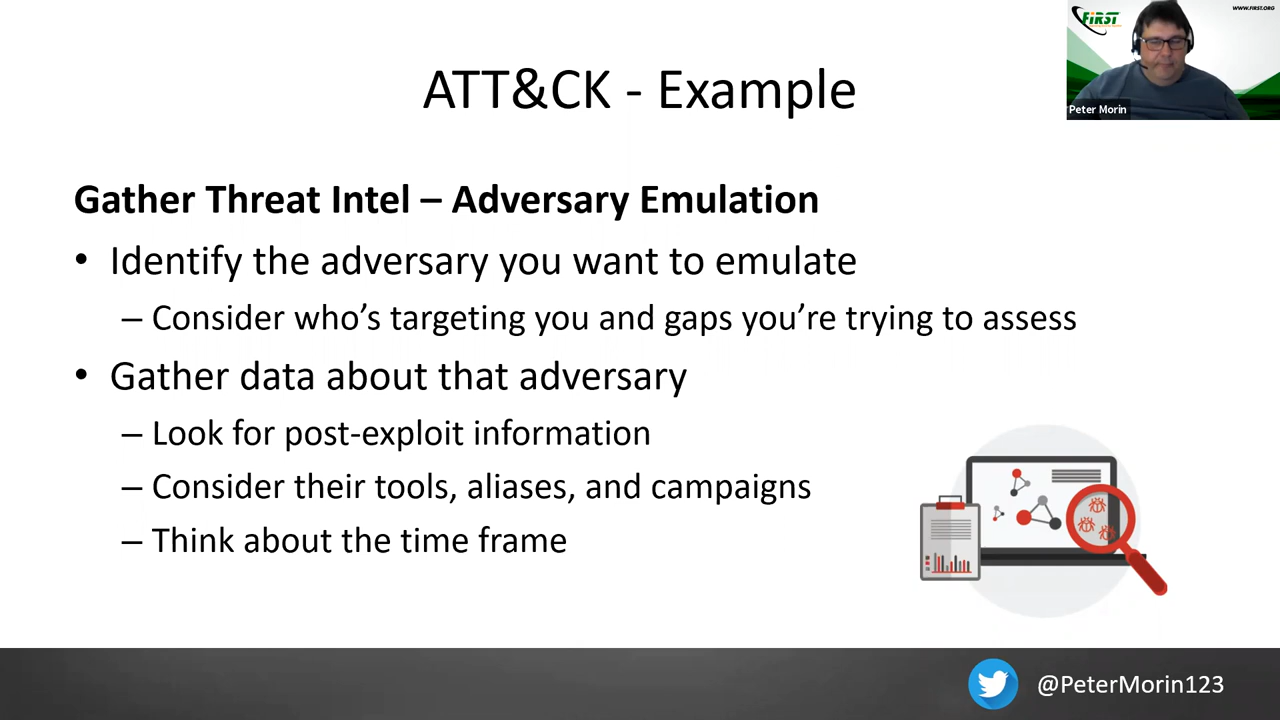 FiRST
WWW.FIRST.ORG
Peter Morin
ATT&CK - Example
Gather Threat Intel – Adversary Emulation
• Identify the adversary you want to emulate
– Consider who’s targeting you and gaps you’re trying to assess
• Gather data about that adversary
– Look for post-exploit information
– Consider their tools, aliases, and campaigns
– Think about the time frame
@PeterMorin123